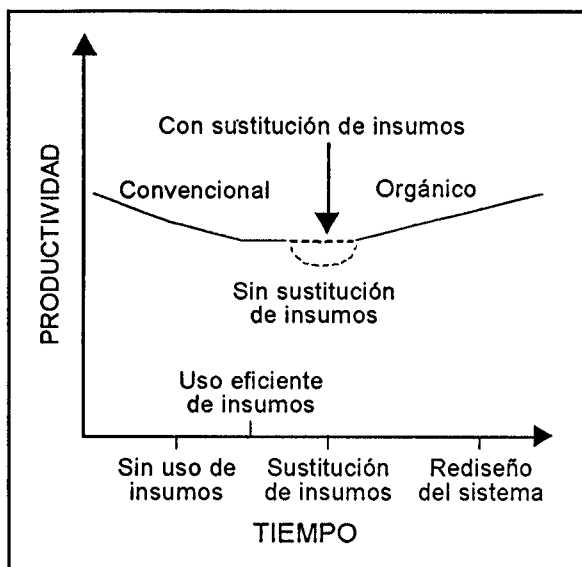 PRODUCTIVIDAD
Con sustitución de insumos
Convencional
Orgánico
Sin sustitución
de insumos
Uso eficiente
de insumos
Sin uso de
insumos
Sustitución
de insumos
Rediseño
del sistema
TIEMPO